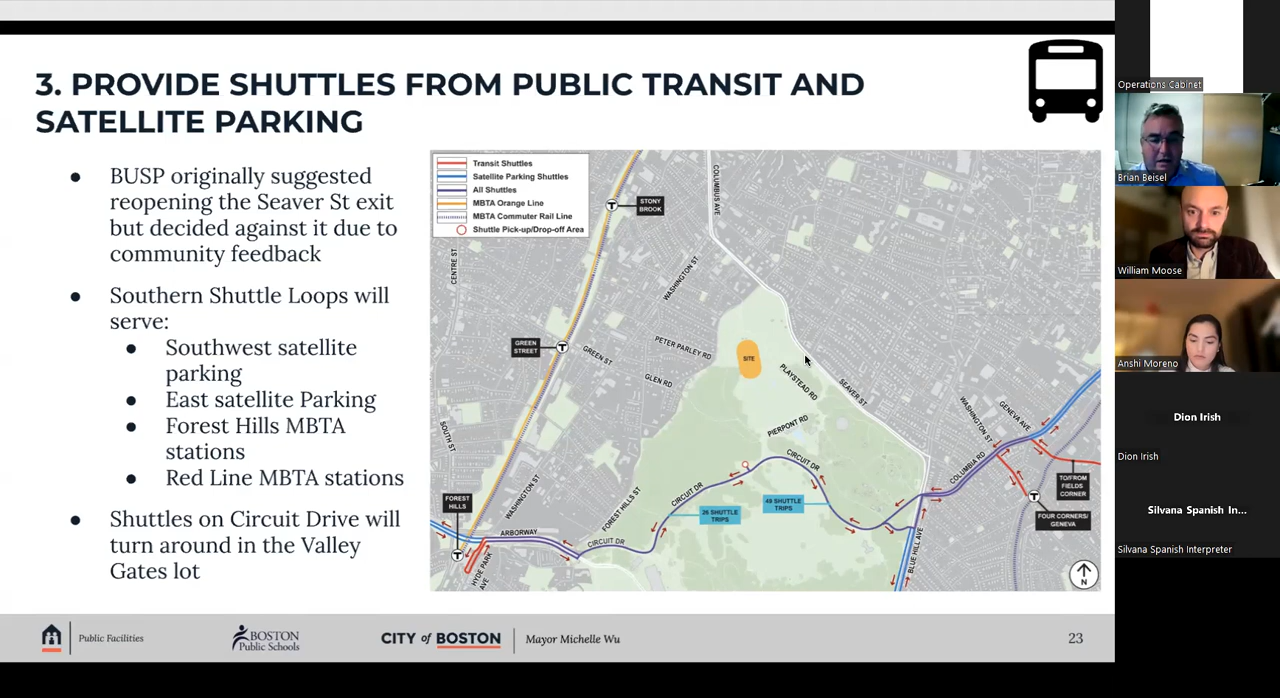 3. PROVIDE SHUTTLES FROM PUBLIC TRANSIT AND
SATELLITE PARKING
● BUSP originally suggested
reopening the Seaver St exit
but decided against it due to
community feedback
● Southern Shuttle Loops will
serve:
● Southwest satellite
parking
● East satellite Parking
● Forest Hills MBTA
stations
● Red Line MBTA stations
● Shuttles on Circuit Drive will
turn around in the Valley
Gates lot
Transit Shuttles
Satellite Parking Shuttles
All Shuttles
MBTA Orange Line
MBTA Commuter Rail Line
Shuttle Pick-up/Drop-off Area
T
STONY
BROOK
COLUMBUS AVE
CENTRE ST
WASHINGTON ST
GREEN
STREET
T
GREEN ST
PETER PARLEY RD
GLEN RD
SITE
PLAYSTEAD RD
SEAVER ST
PIERPONT RD
SOUTH ST
WASHINGTON ST
GENEVA AVE
COLUMBIA RD
CIRCUIT DR
CIRCUIT DR
TO/FROM
FIELDS
CORNER
T
FOUR CORNERS/
GENEVA
FOREST
HILLS
T
WASHINGTON ST
FOREST HILLS ST
26 SHUTTLE
TRIPS
49 SHUTTLE
TRIPS
ARBORWAY
CIRCUIT DR
HYDE PARK
AVE
BLUE HILL AVE
N
Public Facilities
BOSTON
Public Schools
CITY of BOSTON
Mayor Michelle Wu
23
Operations Cabinet
Brian Beisel
William Moose
Anshi Moreno
Dion Irish
Dion Irish
Silvana Spanish In...
Silvana Spanish Interpreter